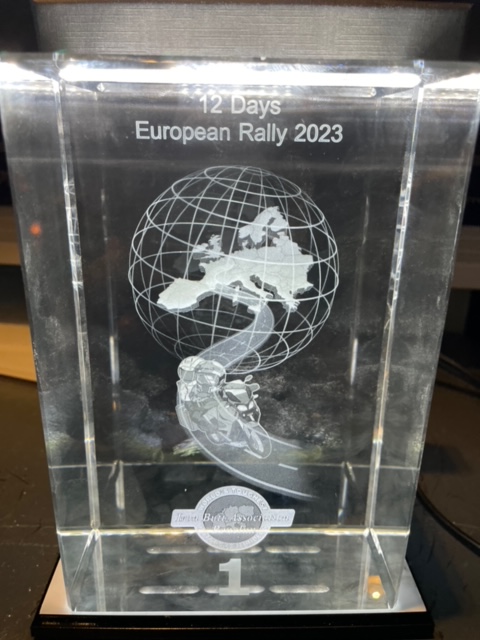 12 Days
European Rally 2023
Iron Butt Association
1